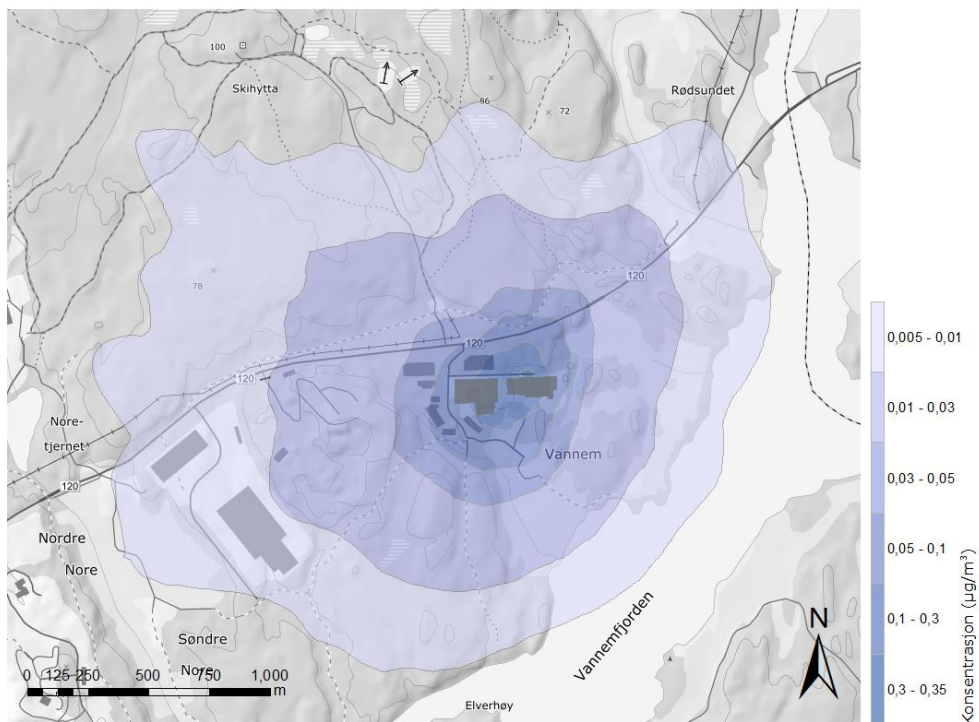 100
Skihytta
86
72
Rødsundet
78
120
120
120
Nore-
tjernet
120
Vannem
Nordre
Nore
Søndre
Nore
Vannemfjorden
Elverhøy
0 125 250 500 750 1,000
m
N
0,005 - 0,01
0,01 - 0,03
0,03 - 0,05
0,05 - 0,1
0,1 - 0,3
0,3 - 0,35
Konsentrasjon (µg/m³)